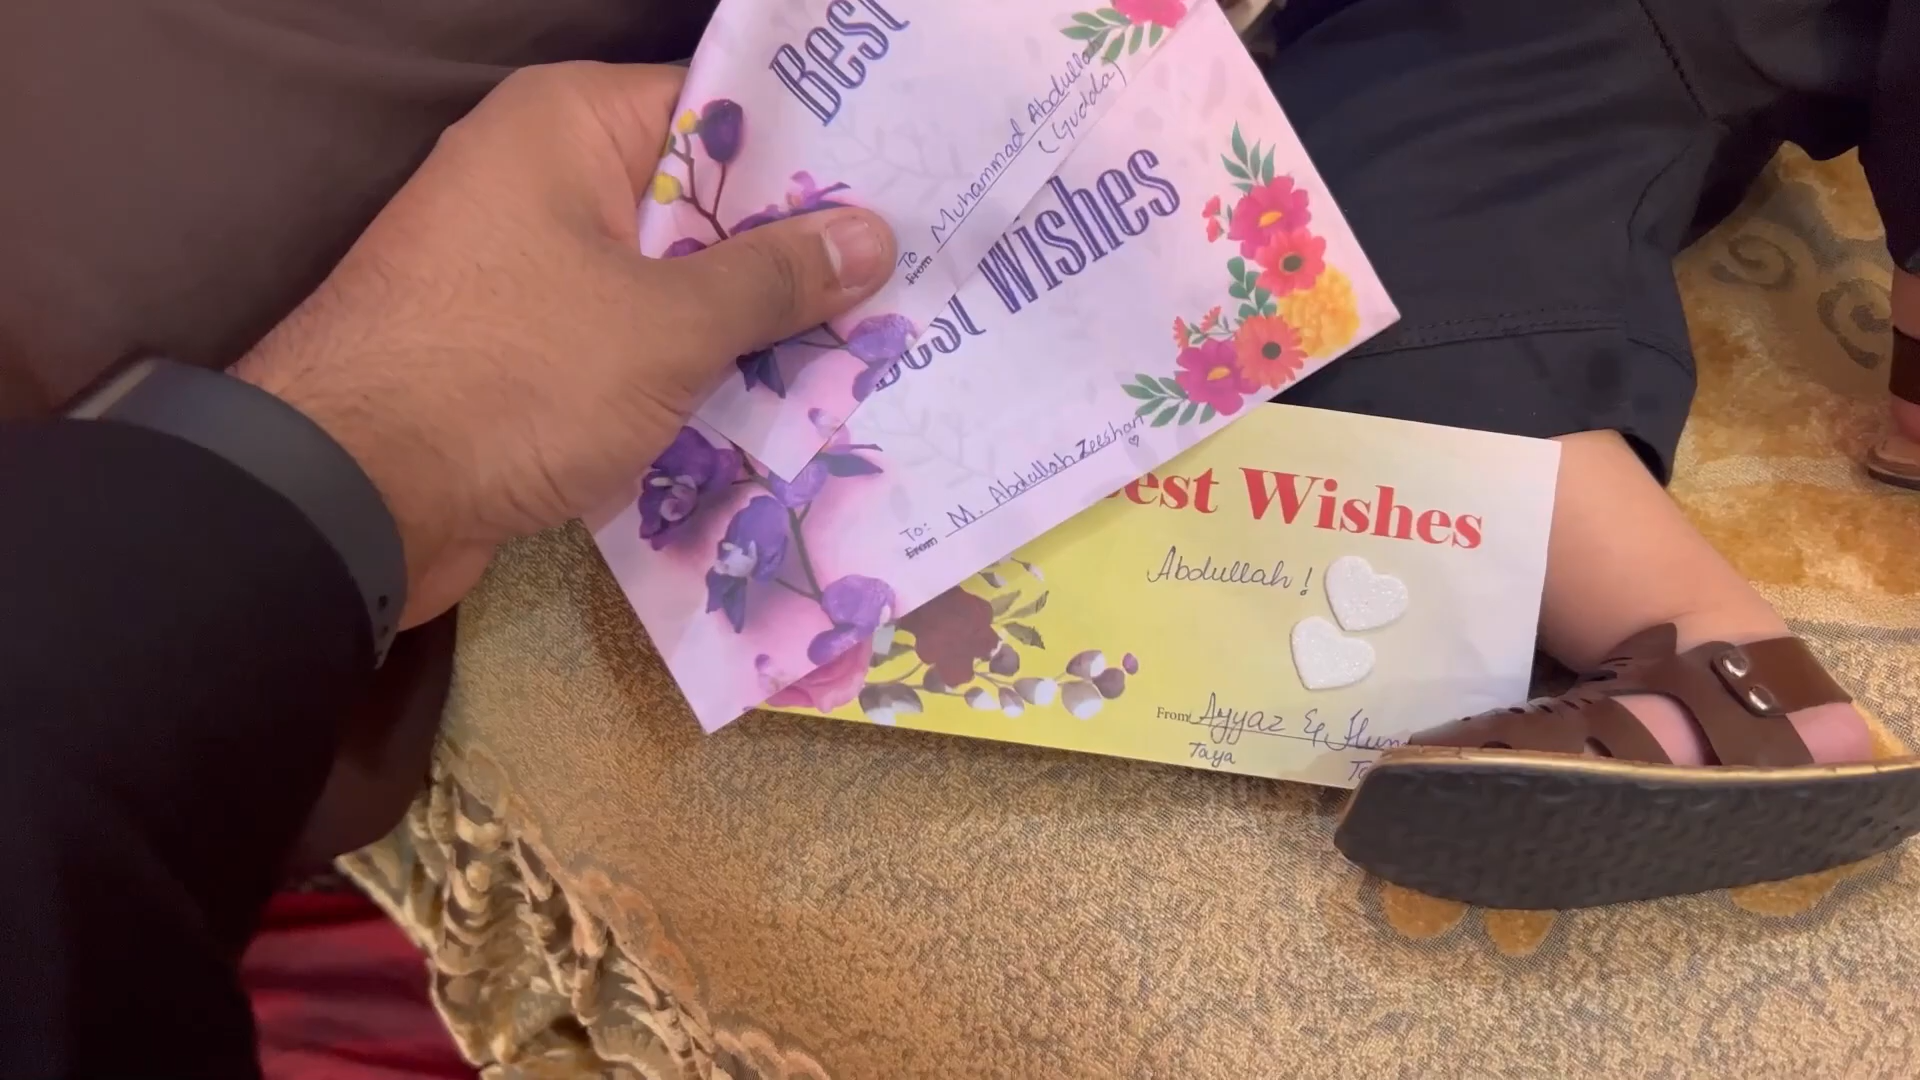 Best
To Muhammad Abdullah
From
(Gudda)
Best Wishes
To: M. Abdullah Zeeshan
From
Best Wishes
Abdullah!
From Ayyaz &
Taya